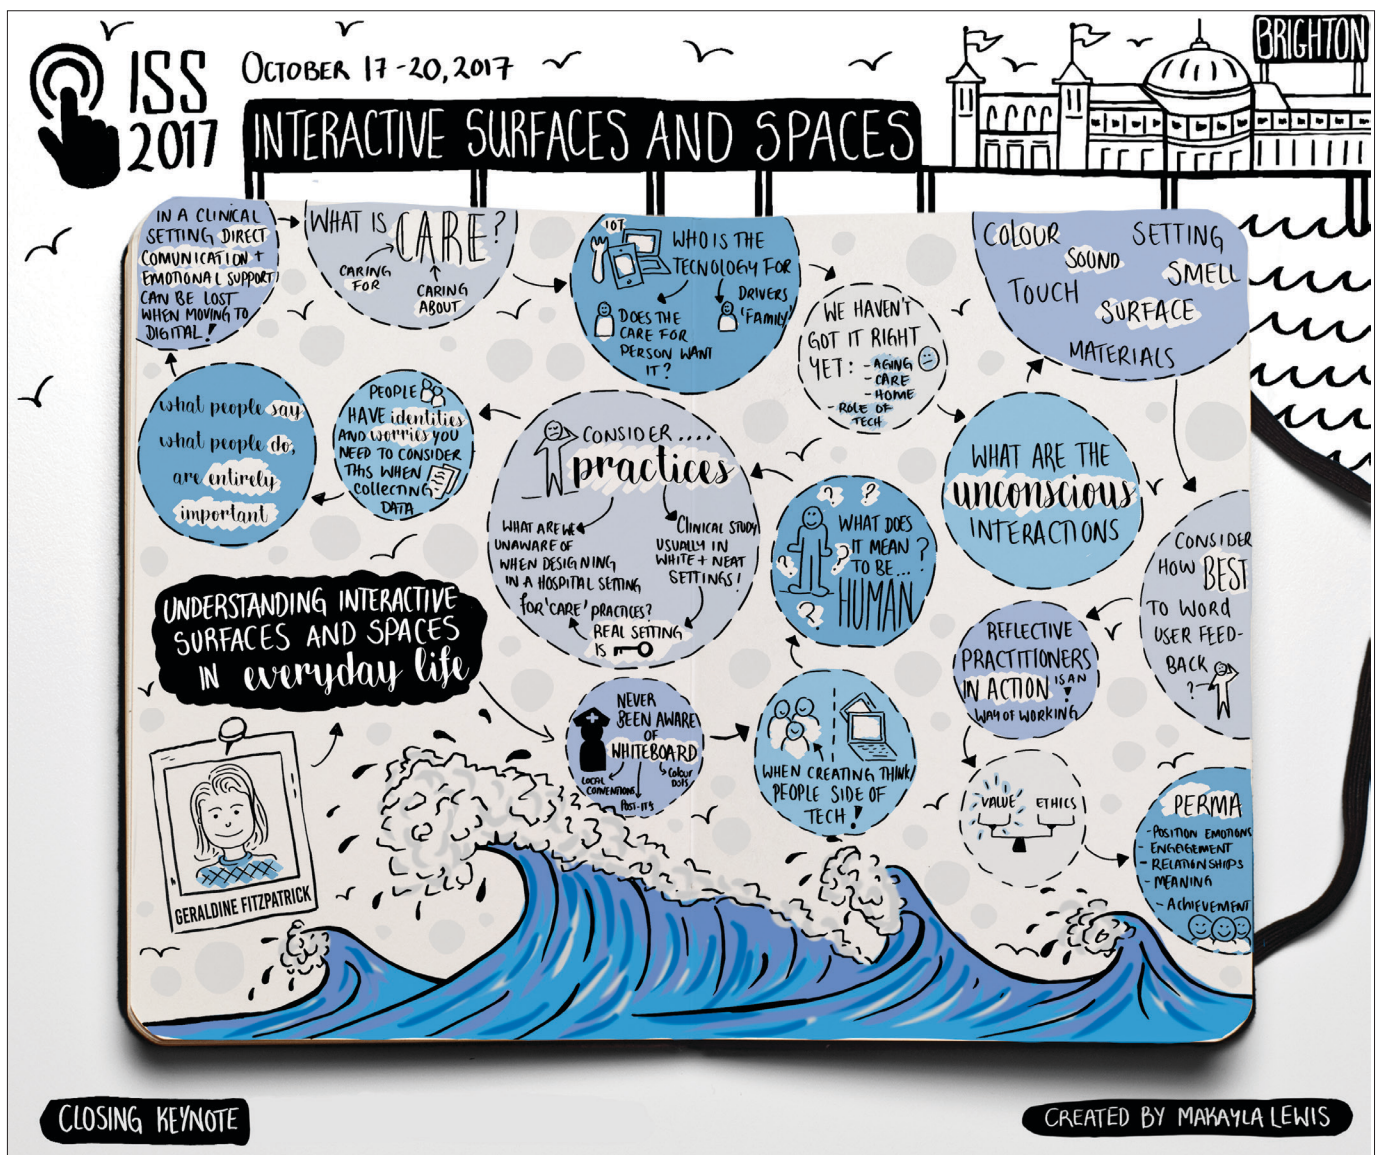 ISS
2017
OCTOBER 17-20, 2017
INTERACTIVE SURFACES AND SPACES
BRIGHTON
UNDERSTANDING INTERACTIVE
SURFACES AND SPACES
IN everyday life
GERALDINE FITZPATRICK
NEVER
BEEN AWARE
OF
WHITEBOARD
LOCAL
CONVENTIONS
POST-ITS
COLOUR
DOTS
WHEN CREATING THINK
PEOPLE SIDE OF
TECH!
WHAT DOES
IT MEAN ?
TO BE...
HUMAN
? ? ? ? ?
CONSIDER....
practices
WHAT ARE WE
UNAWARE OF
WHEN DESIGNING
IN A HOSPITAL SETTING
FOR 'CARE' PRACTICES?
CLINICAL STUDY
USUALLY IN
WHITE + NEAT
SETTINGS!
REAL SETTING
IS
PEOPLE
HAVE identities
AND worries YOU
NEED TO CONSIDER
THIS WHEN
COLLECTING
DATA
what people say
what people do,
are entirely
important
IN A CLINICAL
SETTING DIRECT
COMUNICATION +
EMOTIONAL SUPPORT
CAN BE LOST
WHEN MOVING TO
DIGITAL!
WHAT IS CARE?
CARING
FOR
CARING
ABOUT
IOT
WHO IS THE
TECNOLOGY FOR
DOES THE
CARE FOR
PERSON WANT
IT?
DRIVERS
'FAMILY'
WE HAVEN'T
GOT IT RIGHT
YET: - AGING
- CARE
- HOME
- ROLE OF
TECH
WHAT ARE THE
unconscious
INTERACTIONS
COLOUR
SOUND
SETTING
SMELL
TOUCH
SURFACE
MATERIALS
CONSIDER
HOW BEST
TO WORD
USER FEED-
BACK
?
REFLECTIVE
PRACTITIONERS
IN ACTION IS AN
!
WAY OF WORKING
VALUE ETHICS
PERMA
- POSITION EMOTIONS
- ENGEGEMENT
- RELATIONSHIPS
- MEANING
- ACHIEVEMENT
CLOSING KEYNOTE
CREATED BY MAKAYLA LEWIS